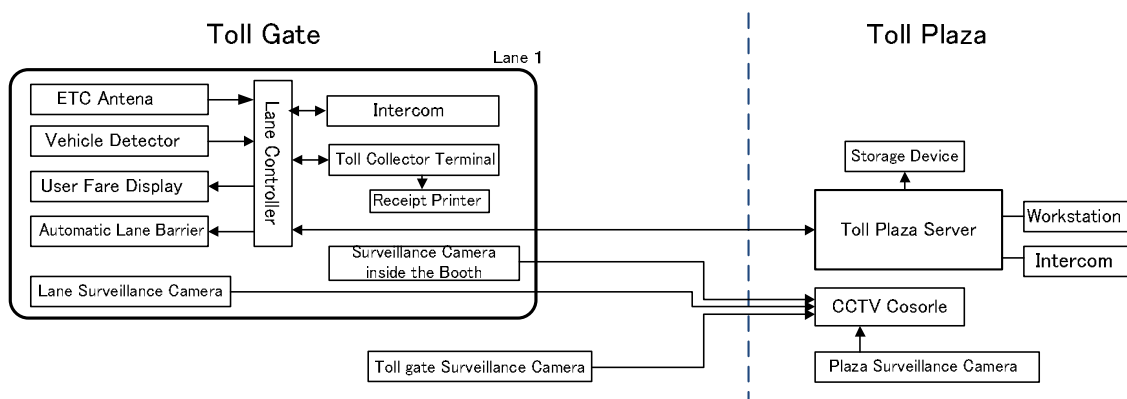 Toll Gate
Toll Plaza
Lane 1
ETC Antena
Vehicle Detector
User Fare Display
Automatic Lane Barrier
Lane Controller
Intercom
Toll Collector Terminal
Receipt Printer
Surveillance Camera
inside the Booth
Lane Surveillance Camera
Toll gate Surveillance Camera
Storage Device
Toll Plaza Server
Workstation
Intercom
CCTV Cosorle
Plaza Surveillance Camera